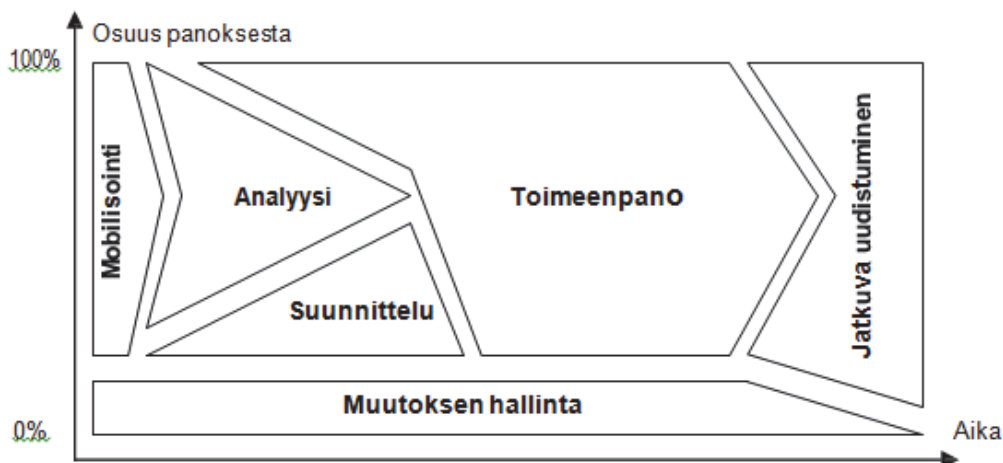 Osuus panoksesta
100%
Mobilisointi
Analyysi
Suunnittelu
Toimeenpano
Jatkuva uudistuminen
Muutoksen hallinta
0%
Aika